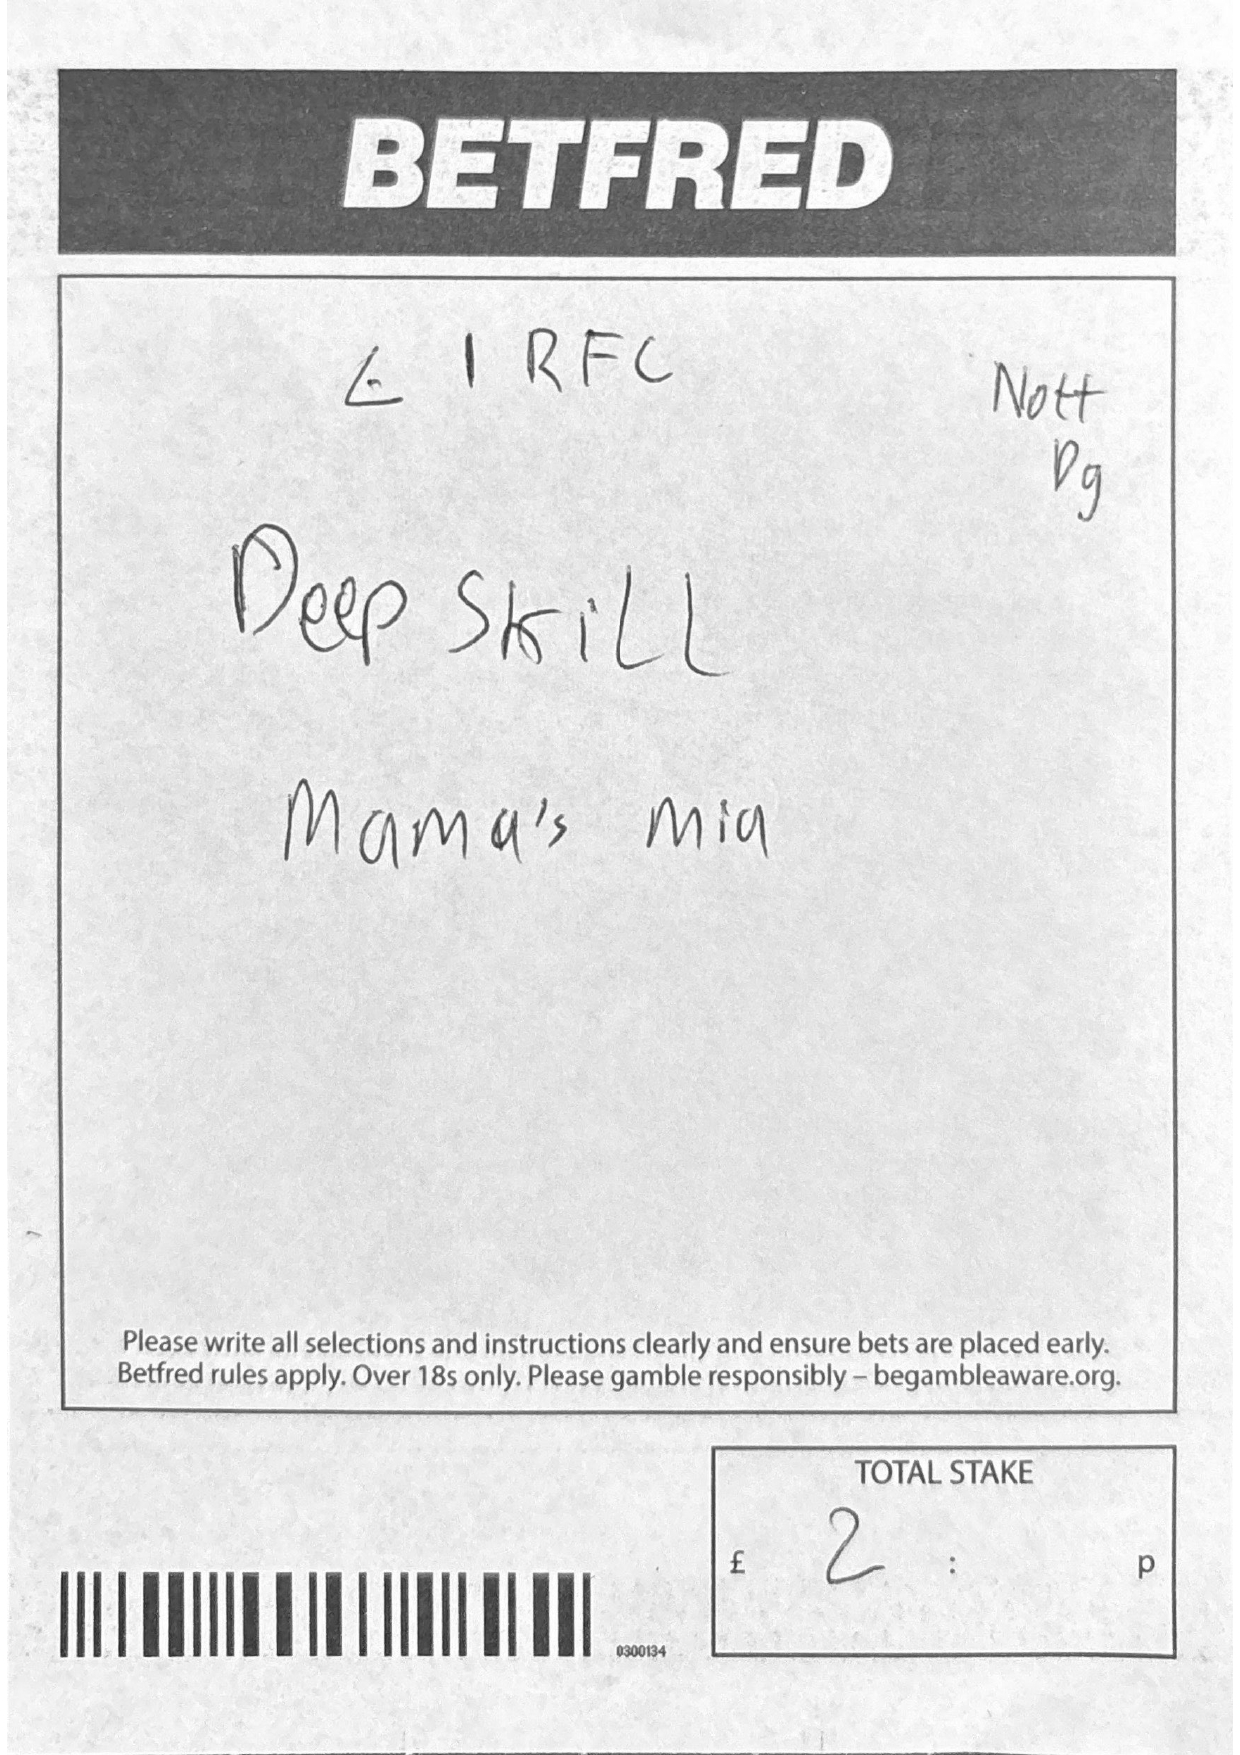 BETFRED
£ 1 RFC
Nott
Dg
Deep Skill
Mama's mia
Please write all selections and instructions clearly and ensure bets are placed early.
Betfred rules apply. Over 18s only. Please gamble responsibly – begambleaware.org.
TOTAL STAKE
£ 2 : p
0300134